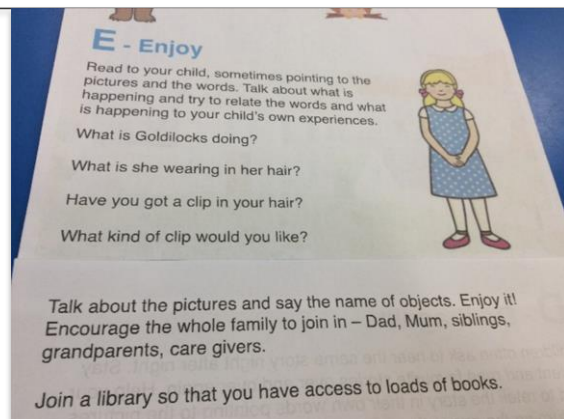 E - Enjoy
Read to your child, sometimes pointing to the
pictures and the words. Talk about what is
happening and try to relate the words and what
is happening to your child's own experiences.
What is Goldilocks doing?
What is she wearing in her hair?
Have you got a clip in your hair?
What kind of clip would you like?
Talk about the pictures and say the name of objects. Enjoy it!
Encourage the whole family to join in – Dad, Mum, siblings,
grandparents, care givers.
Join a library so that you have access to loads of books.